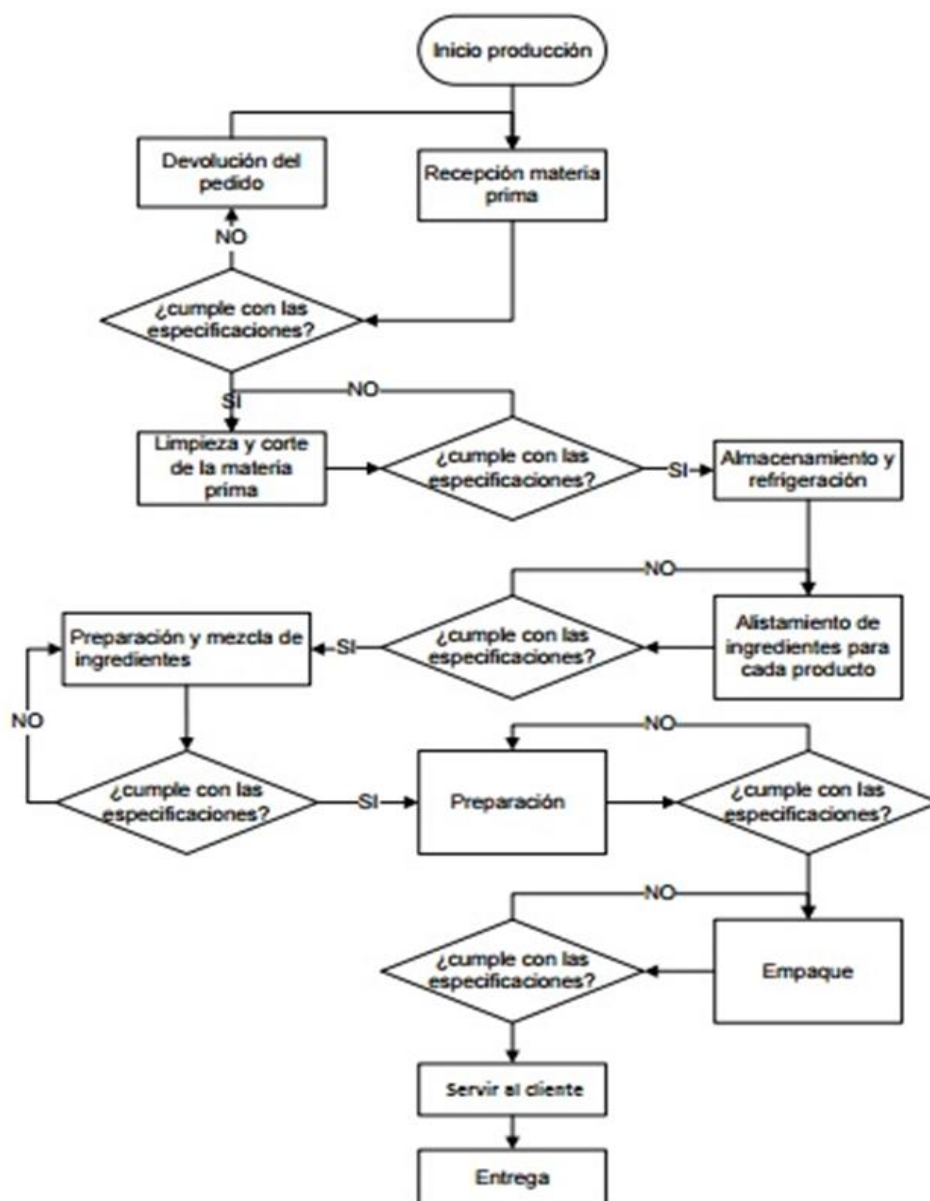 Inicio producción
Devolución del
pedido
Recepción materia
prima
NO
¿cumple con las
especificaciones?
SI
NO
Limpieza y corte
de la materia
prima
¿cumple con las
especificaciones?
SI
Almacenamiento y
refrigeración
NO
Preparación y mezcla de
ingredientes
SI
¿cumple con las
especificaciones?
Alistamiento de
ingredientes para
cada producto
NO
NO
¿cumple con las
especificaciones?
SI
Preparación
¿cumple con las
especificaciones?
NO
¿cumple con las
especificaciones?
Empaque
Servir al cliente
Entrega